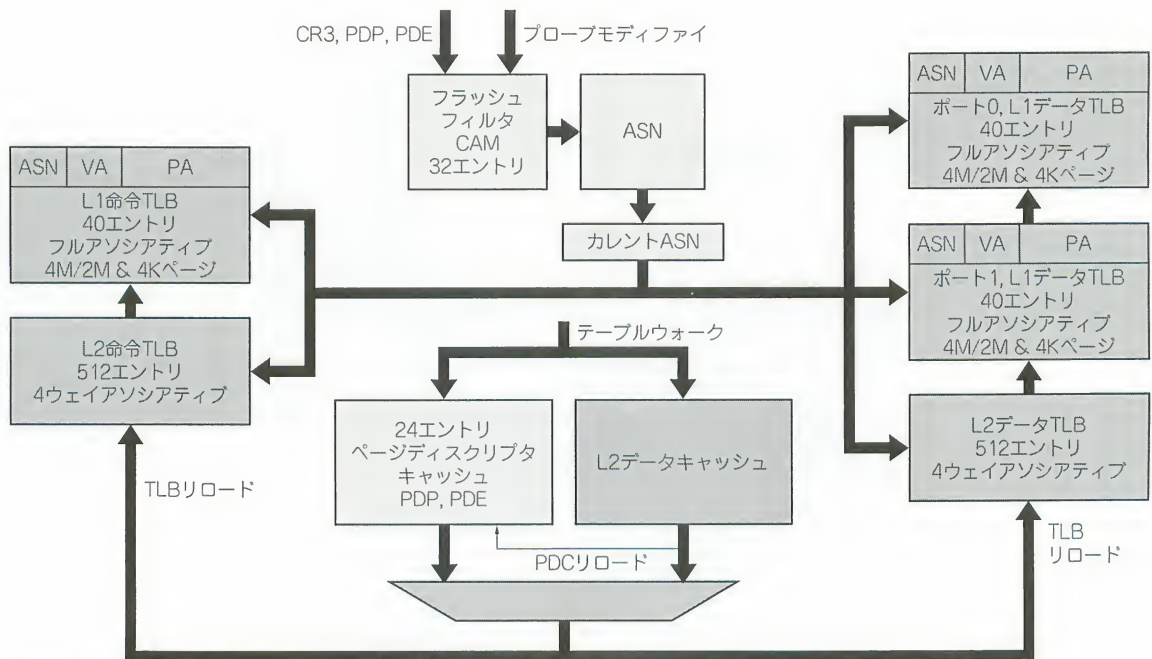 CR3, PDP, PDE
プローブモディファイ
フラッシュ
フィルタ
CAM
32エントリ
ASN
カレントASN
ASN VA PA
L1命令TLB
40エントリ
フルアソシアティブ
4M/2M & 4Kページ
L2命令TLB
512エントリ
4ウェイアソシアティブ
ASN VA PA
ポート0, L1データTLB
40エントリ
フルアソシアティブ
4M/2M & 4Kページ
ASN VA PA
ポート1, L1データTLB
40エントリ
フルアソシアティブ
4M/2M & 4Kページ
L2データTLB
512エントリ
4ウェイアソシアティブ
テーブルウォーク
24エントリ
ページディスクリプタ
キャッシュ
PDP, PDE
L2データキャッシュ
TLBリロード
PDCリロード
TLB
リロード